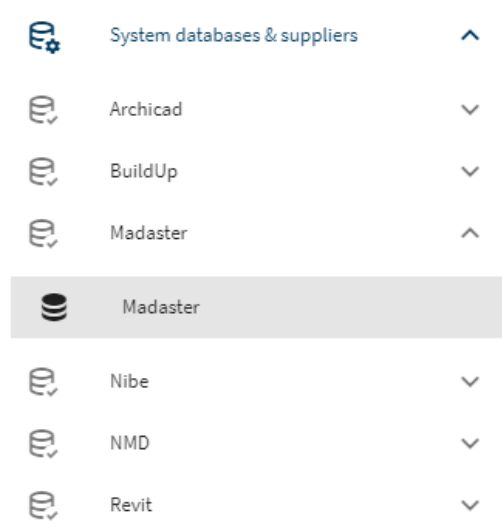 System databases & suppliers
Archicad
BuildUp
Madaster
Madaster
Nibe
NMD
Revit